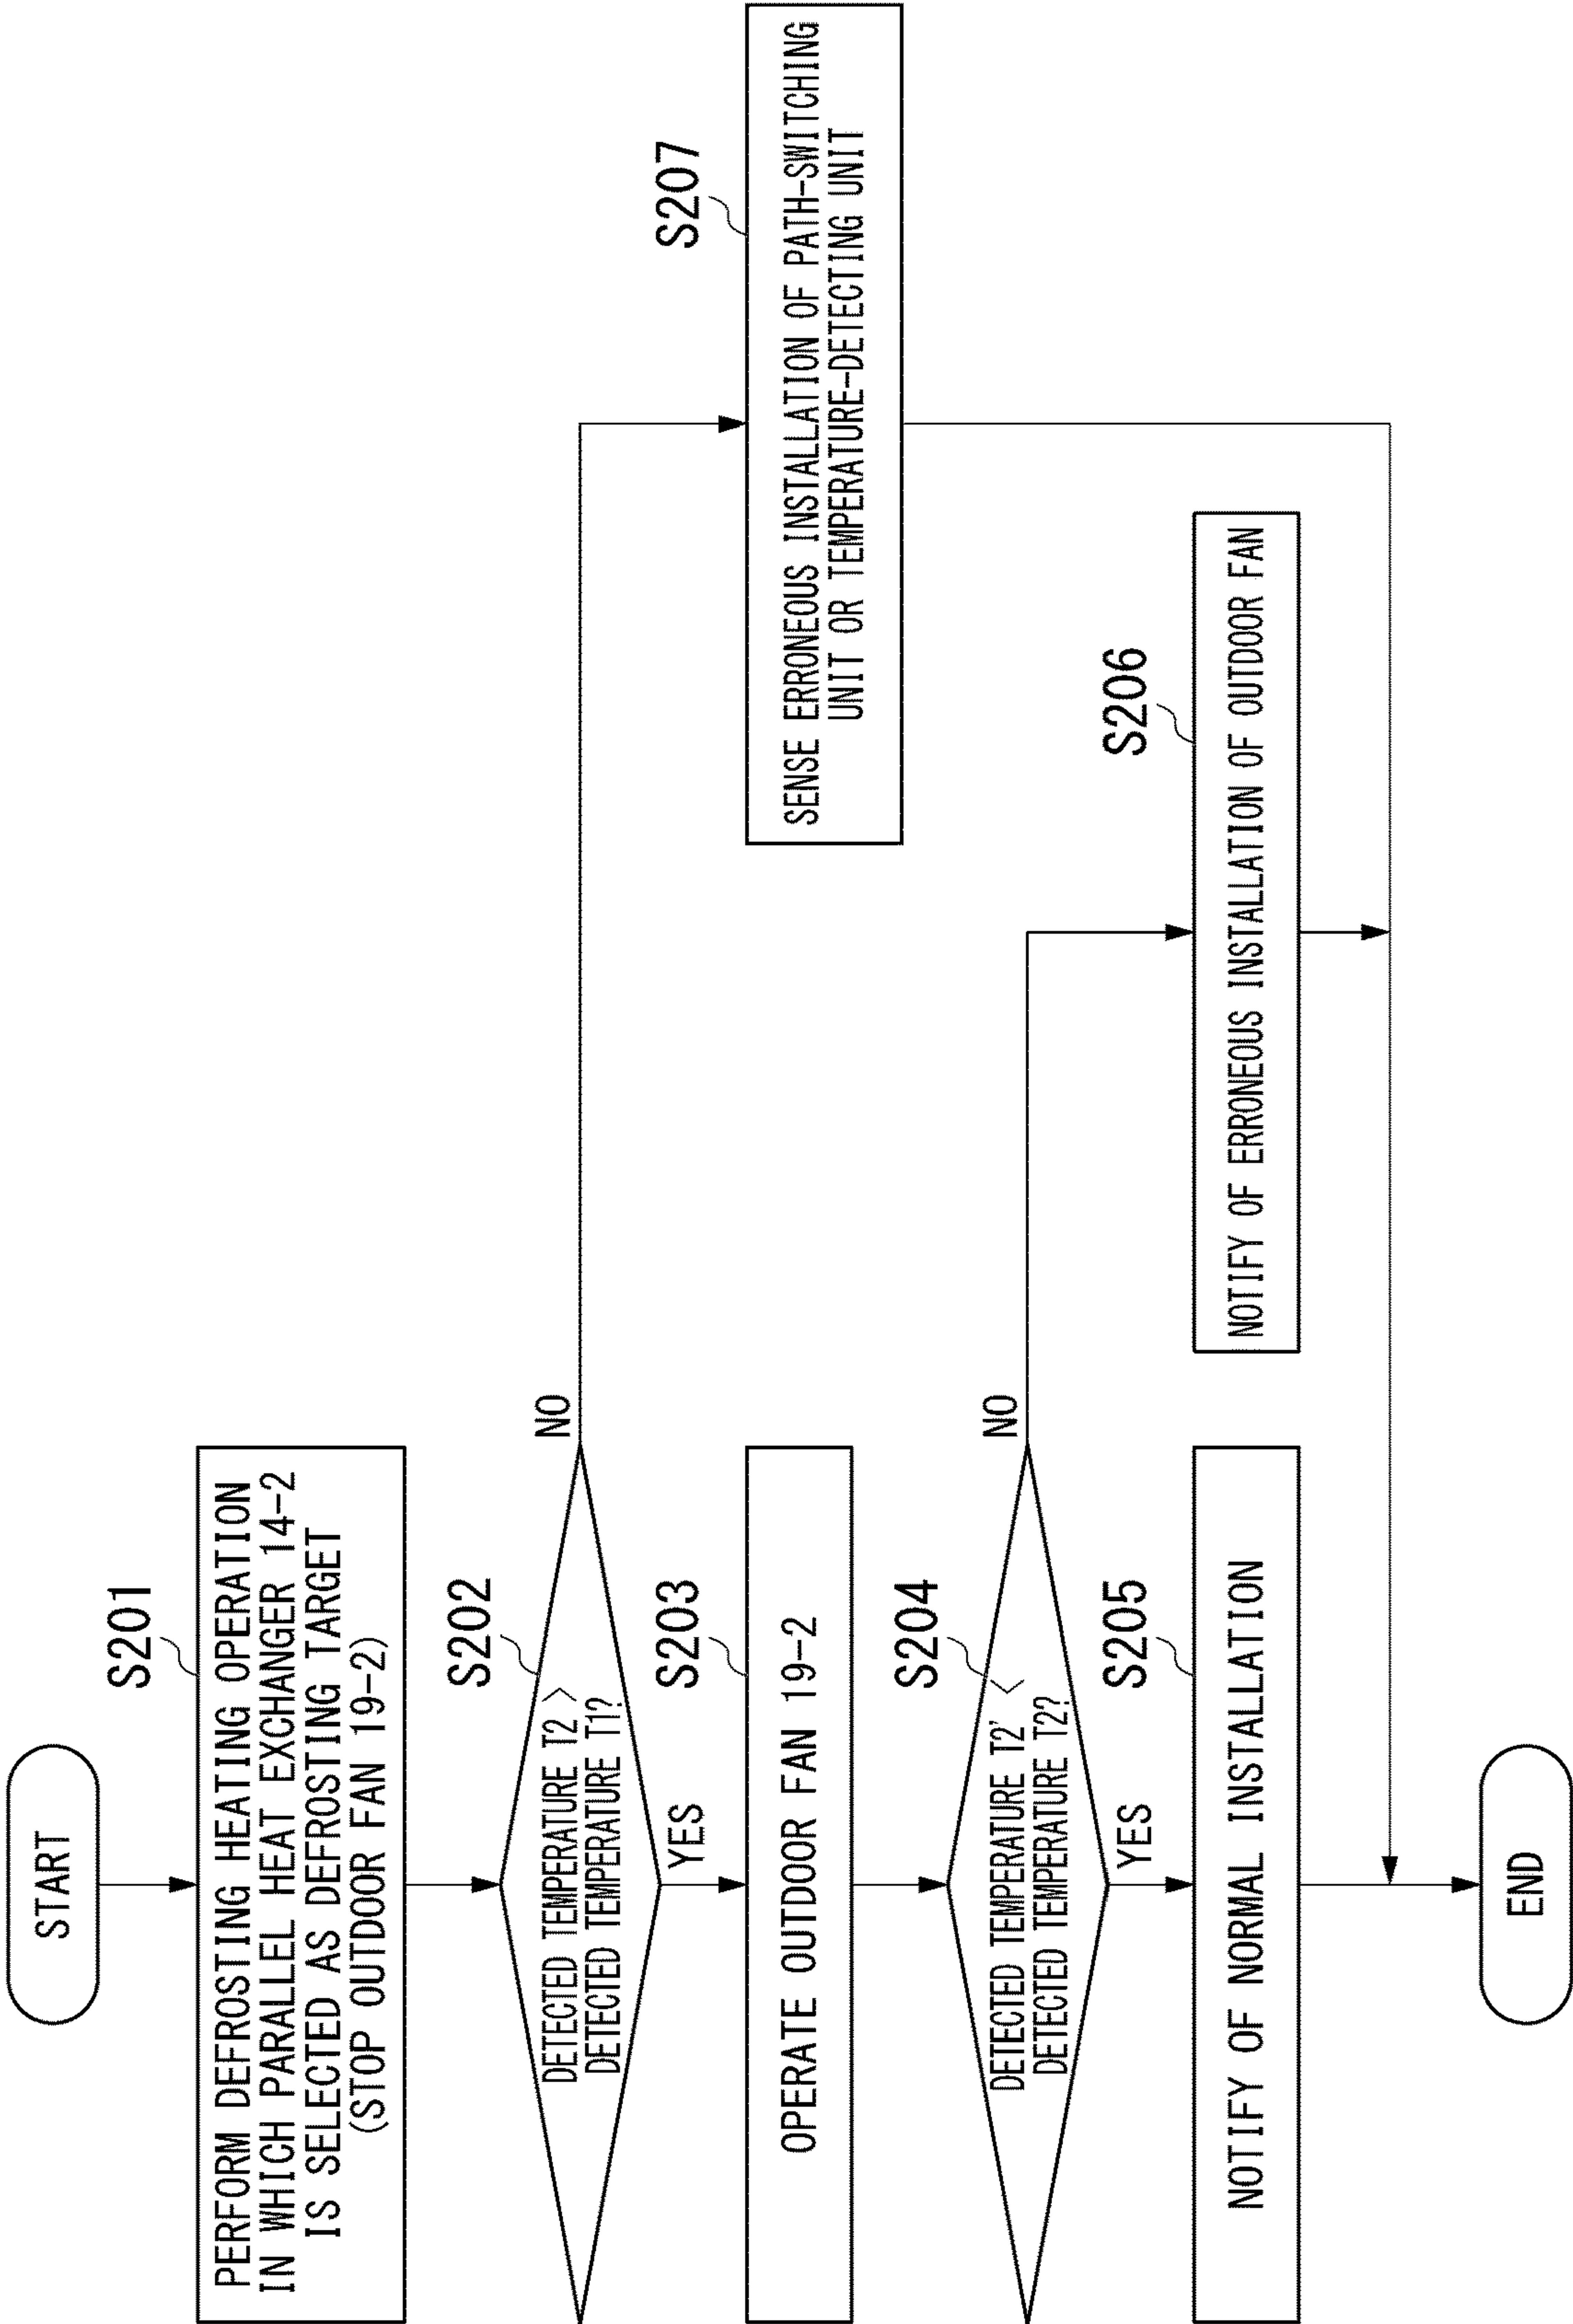 START
S201
PERFORM DEFROSTING HEATING OPERATION
IN WHICH PARALLEL HEAT EXCHANGER 14-2
IS SELECTED AS DEFROSTING TARGET
(STOP OUTDOOR FAN 19-2)
S202
DETECTED TEMPERATURE T2 >
DETECTED TEMPERATURE T1?
NO
YES
S203
OPERATE OUTDOOR FAN 19-2
S207
SENSE ERRONEOUS INSTALLATION OF PATH-SWITCHING
UNIT OR TEMPERATURE-DETECTING UNIT
S204
DETECTED TEMPERATURE T2' <
DETECTED TEMPERATURE T2?
NO
YES
S205
NOTIFY OF NORMAL INSTALLATION
S206
NOTIFY OF ERRONEOUS INSTALLATION OF OUTDOOR FAN
END